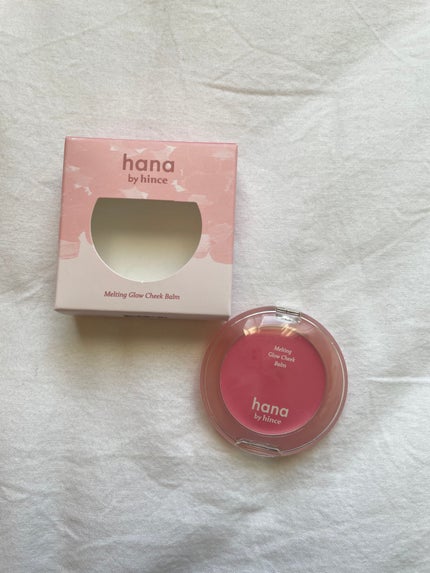 hana
by hince
Melting Glow Cheek Balm
Melting
Glow Cheek
Balm
hana
by hince